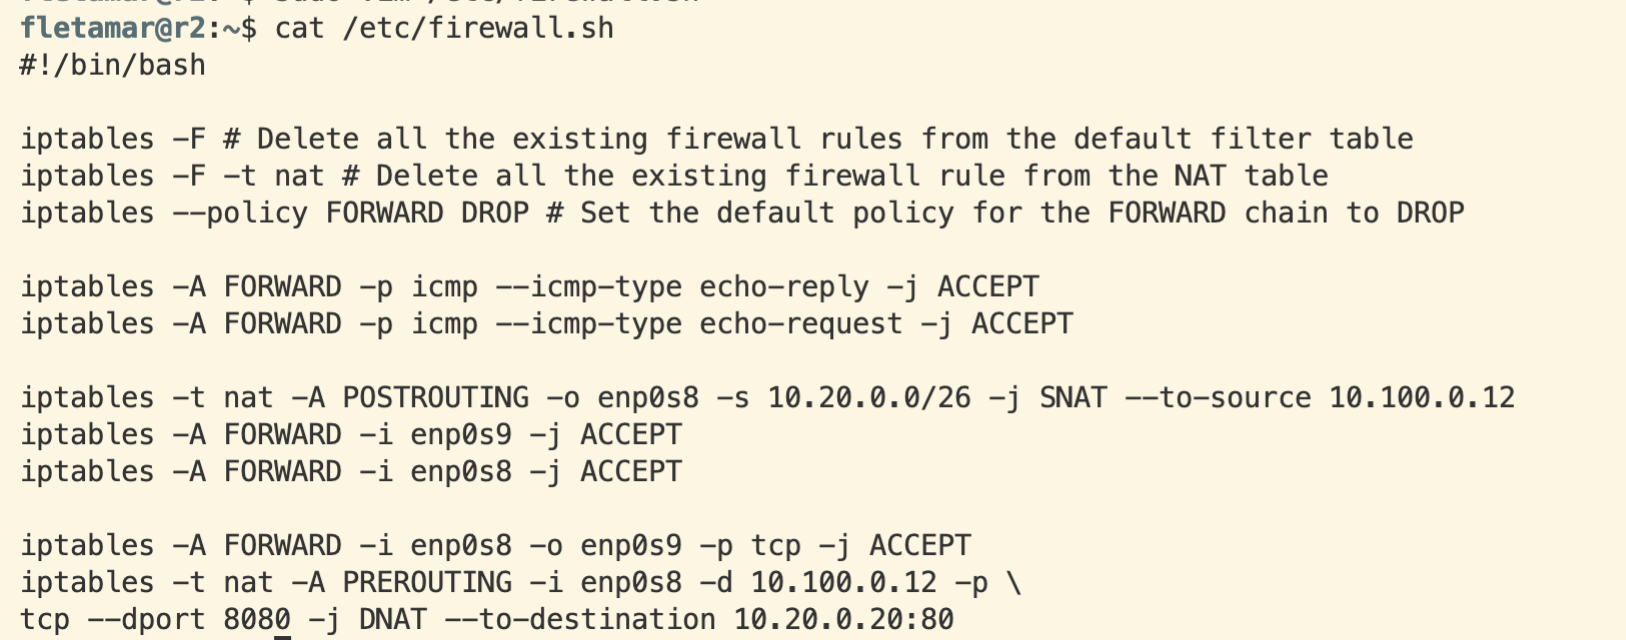 fletamar@r2:~$ cat /etc/firewall.sh
#!/bin/bash
iptables -F # Delete all the existing firewall rules from the default filter table
iptables -F -t nat # Delete all the existing firewall rule from the NAT table
iptables --policy FORWARD DROP # Set the default policy for the FORWARD chain to DROP
iptables -A FORWARD -p icmp --icmp-type echo-reply -j ACCEPT
iptables -A FORWARD -p icmp --icmp-type echo-request -j ACCEPT
iptables -t nat -A POSTROUTING -o enp0s8 -s 10.20.0.0/26 -j SNAT --to-source 10.100.0.12
iptables -A FORWARD -i enp0s9 -j ACCEPT
iptables -A FORWARD -i enp0s8 -j ACCEPT
iptables -A FORWARD -i enp0s8 -o enp0s9 -p tcp -j ACCEPT
iptables -t nat -A PREROUTING -i enp0s8 -d 10.100.0.12 -p \
tcp --dport 8080 -j DNAT --to-destination 10.20.0.20:80